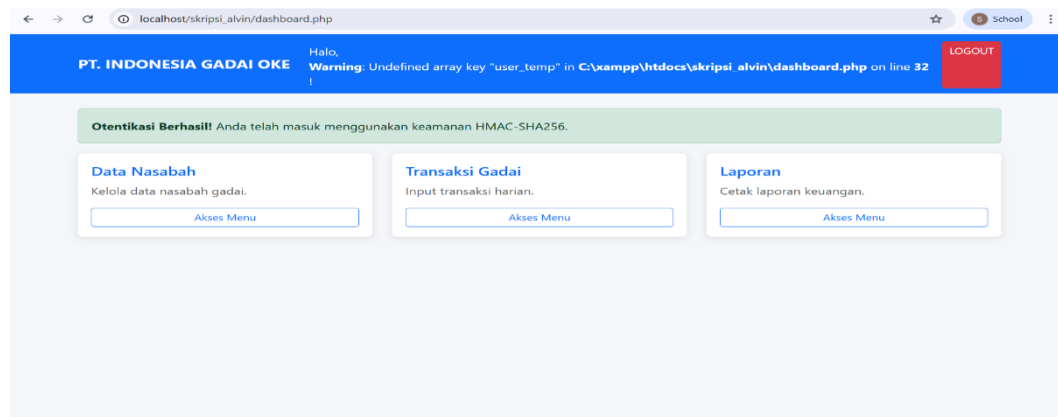 localhost/skripsi_alvin/dashboard.php
S School
PT. INDONESIA GADAI OKE
Halo,
Warning: Undefined array key "user_temp" in C:\xampp\htdocs\skripsi_alvin\dashboard.php on line 32
!
LOGOUT
Otentikasi Berhasil! Anda telah masuk menggunakan keamanan HMAC-SHA256.
Data Nasabah
Kelola data nasabah gadai.
Akses Menu
Transaksi Gadai
Input transaksi harian.
Akses Menu
Laporan
Cetak laporan keuangan.
Akses Menu